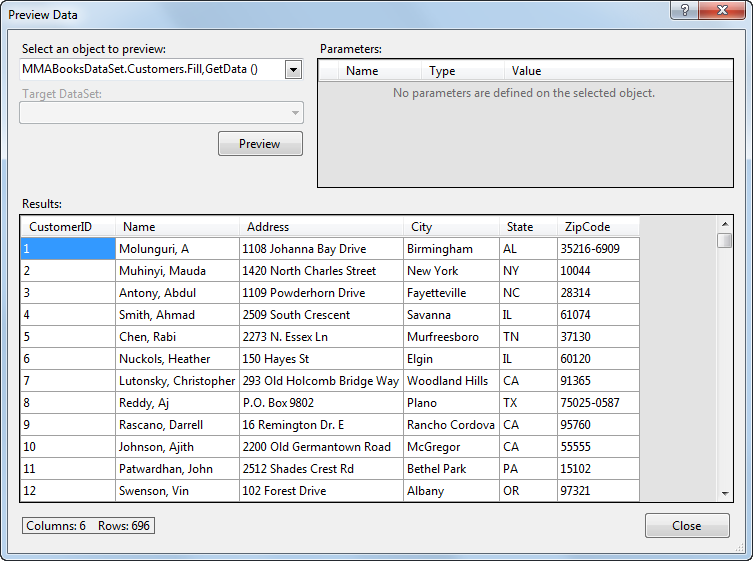 Preview Data
Select an object to preview:
MMABooksDataSet.Customers.Fill,GetData ()
Target DataSet:
Preview
Parameters:
Name Type Value
No parameters are defined on the selected object.
Results:
CustomerID Name Address City State ZipCode
1 Molunguri, A 1108 Johanna Bay Drive Birmingham AL 35216-6909
2 Muhinyi, Mauda 1420 North Charles Street New York NY 10044
3 Antony, Abdul 1109 Powderhorn Drive Fayetteville NC 28314
4 Smith, Ahmad 2509 South Crescent Savanna IL 61074
5 Chen, Rabi 2273 N. Essex Ln Murfreesboro TN 37130
6 Nuckols, Heather 150 Hayes St Elgin IL 60120
7 Lutonsky, Christopher 293 Old Holcomb Bridge Way Woodland Hills CA 91365
8 Reddy, Aj P.O. Box 9802 Plano TX 75025-0587
9 Rascano, Darrell 16 Remington Dr. E Rancho Cordova CA 95760
10 Johnson, Ajith 2200 Old Germantown Road McGregor CA 55555
11 Patwardhan, John 2512 Shades Crest Rd Bethel Park PA 15102
12 Swenson, Vin 102 Forest Drive Albany OR 97321
Columns: 6 Rows: 696
Close